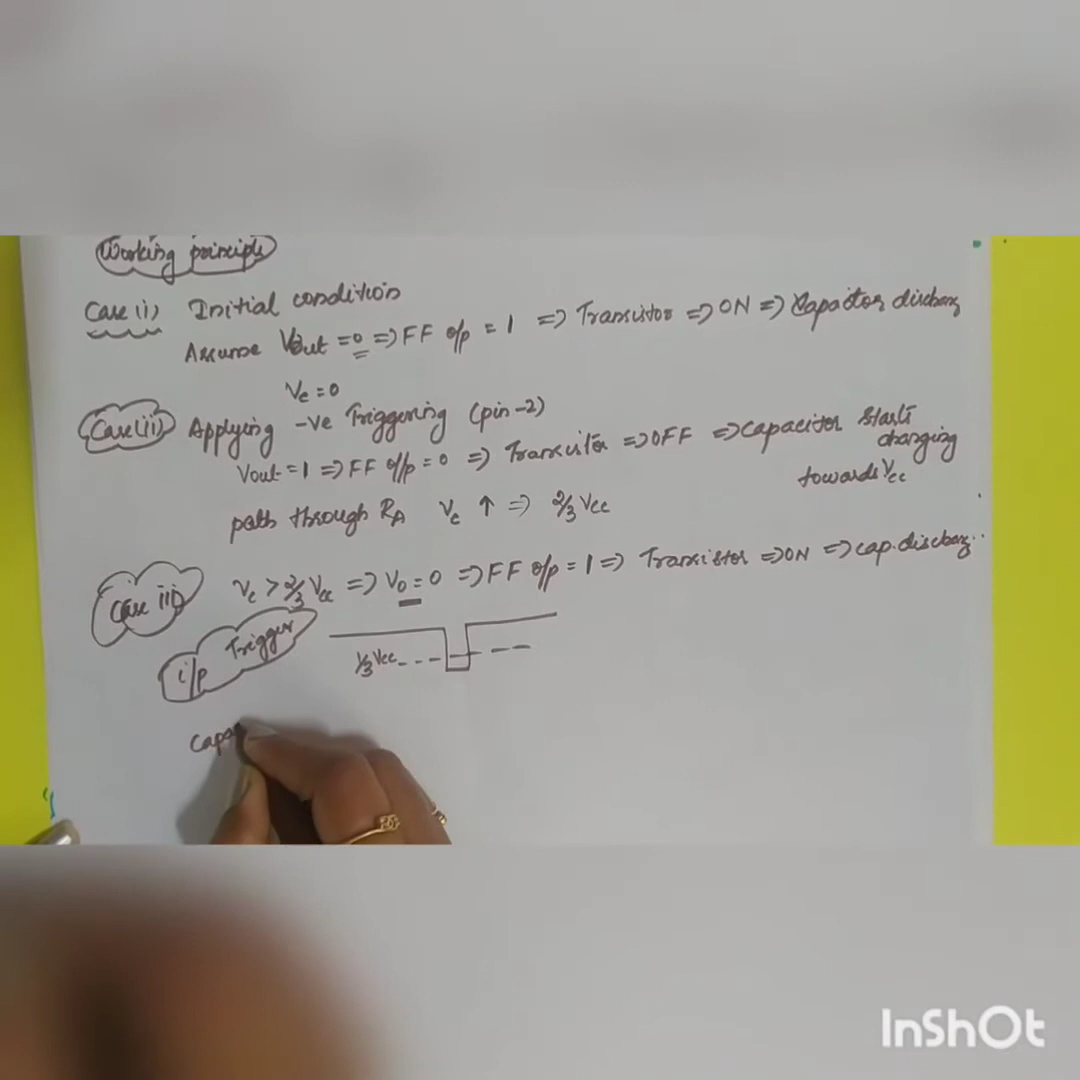 Working principle
Case (i) Initial condition
Assume Vout = 0 => FF o/p = 1 => Transistor => ON => Capacitor discharg
Vc = 0
Case (ii) Applying -ve Triggering (pin-2)
Vout = 1 => FF o/p = 0 => Transistor => OFF => capacitor starts
charging
towards Vcc
path through RA Vc ↑ => 2/3 Vcc
Case iii) Vc > 2/3 Vcc => Vo = 0 => FF o/p = 1 => Transistor => ON => cap. discharg..
i/p Trigger
1/3 Vcc
Capa
InShOt